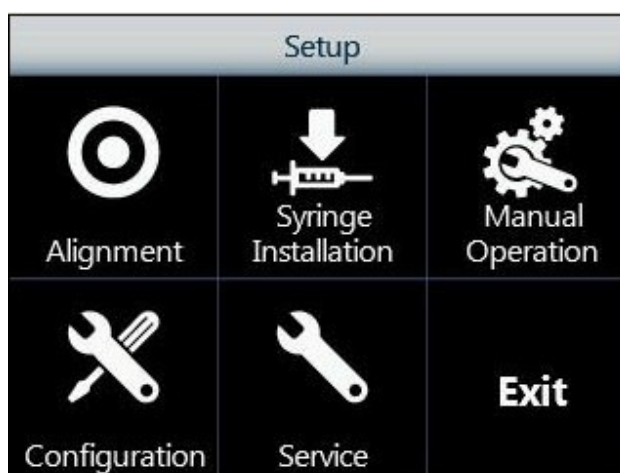 Setup
Alignment
Syringe
Installation
Manual
Operation
Configuration
Service
Exit